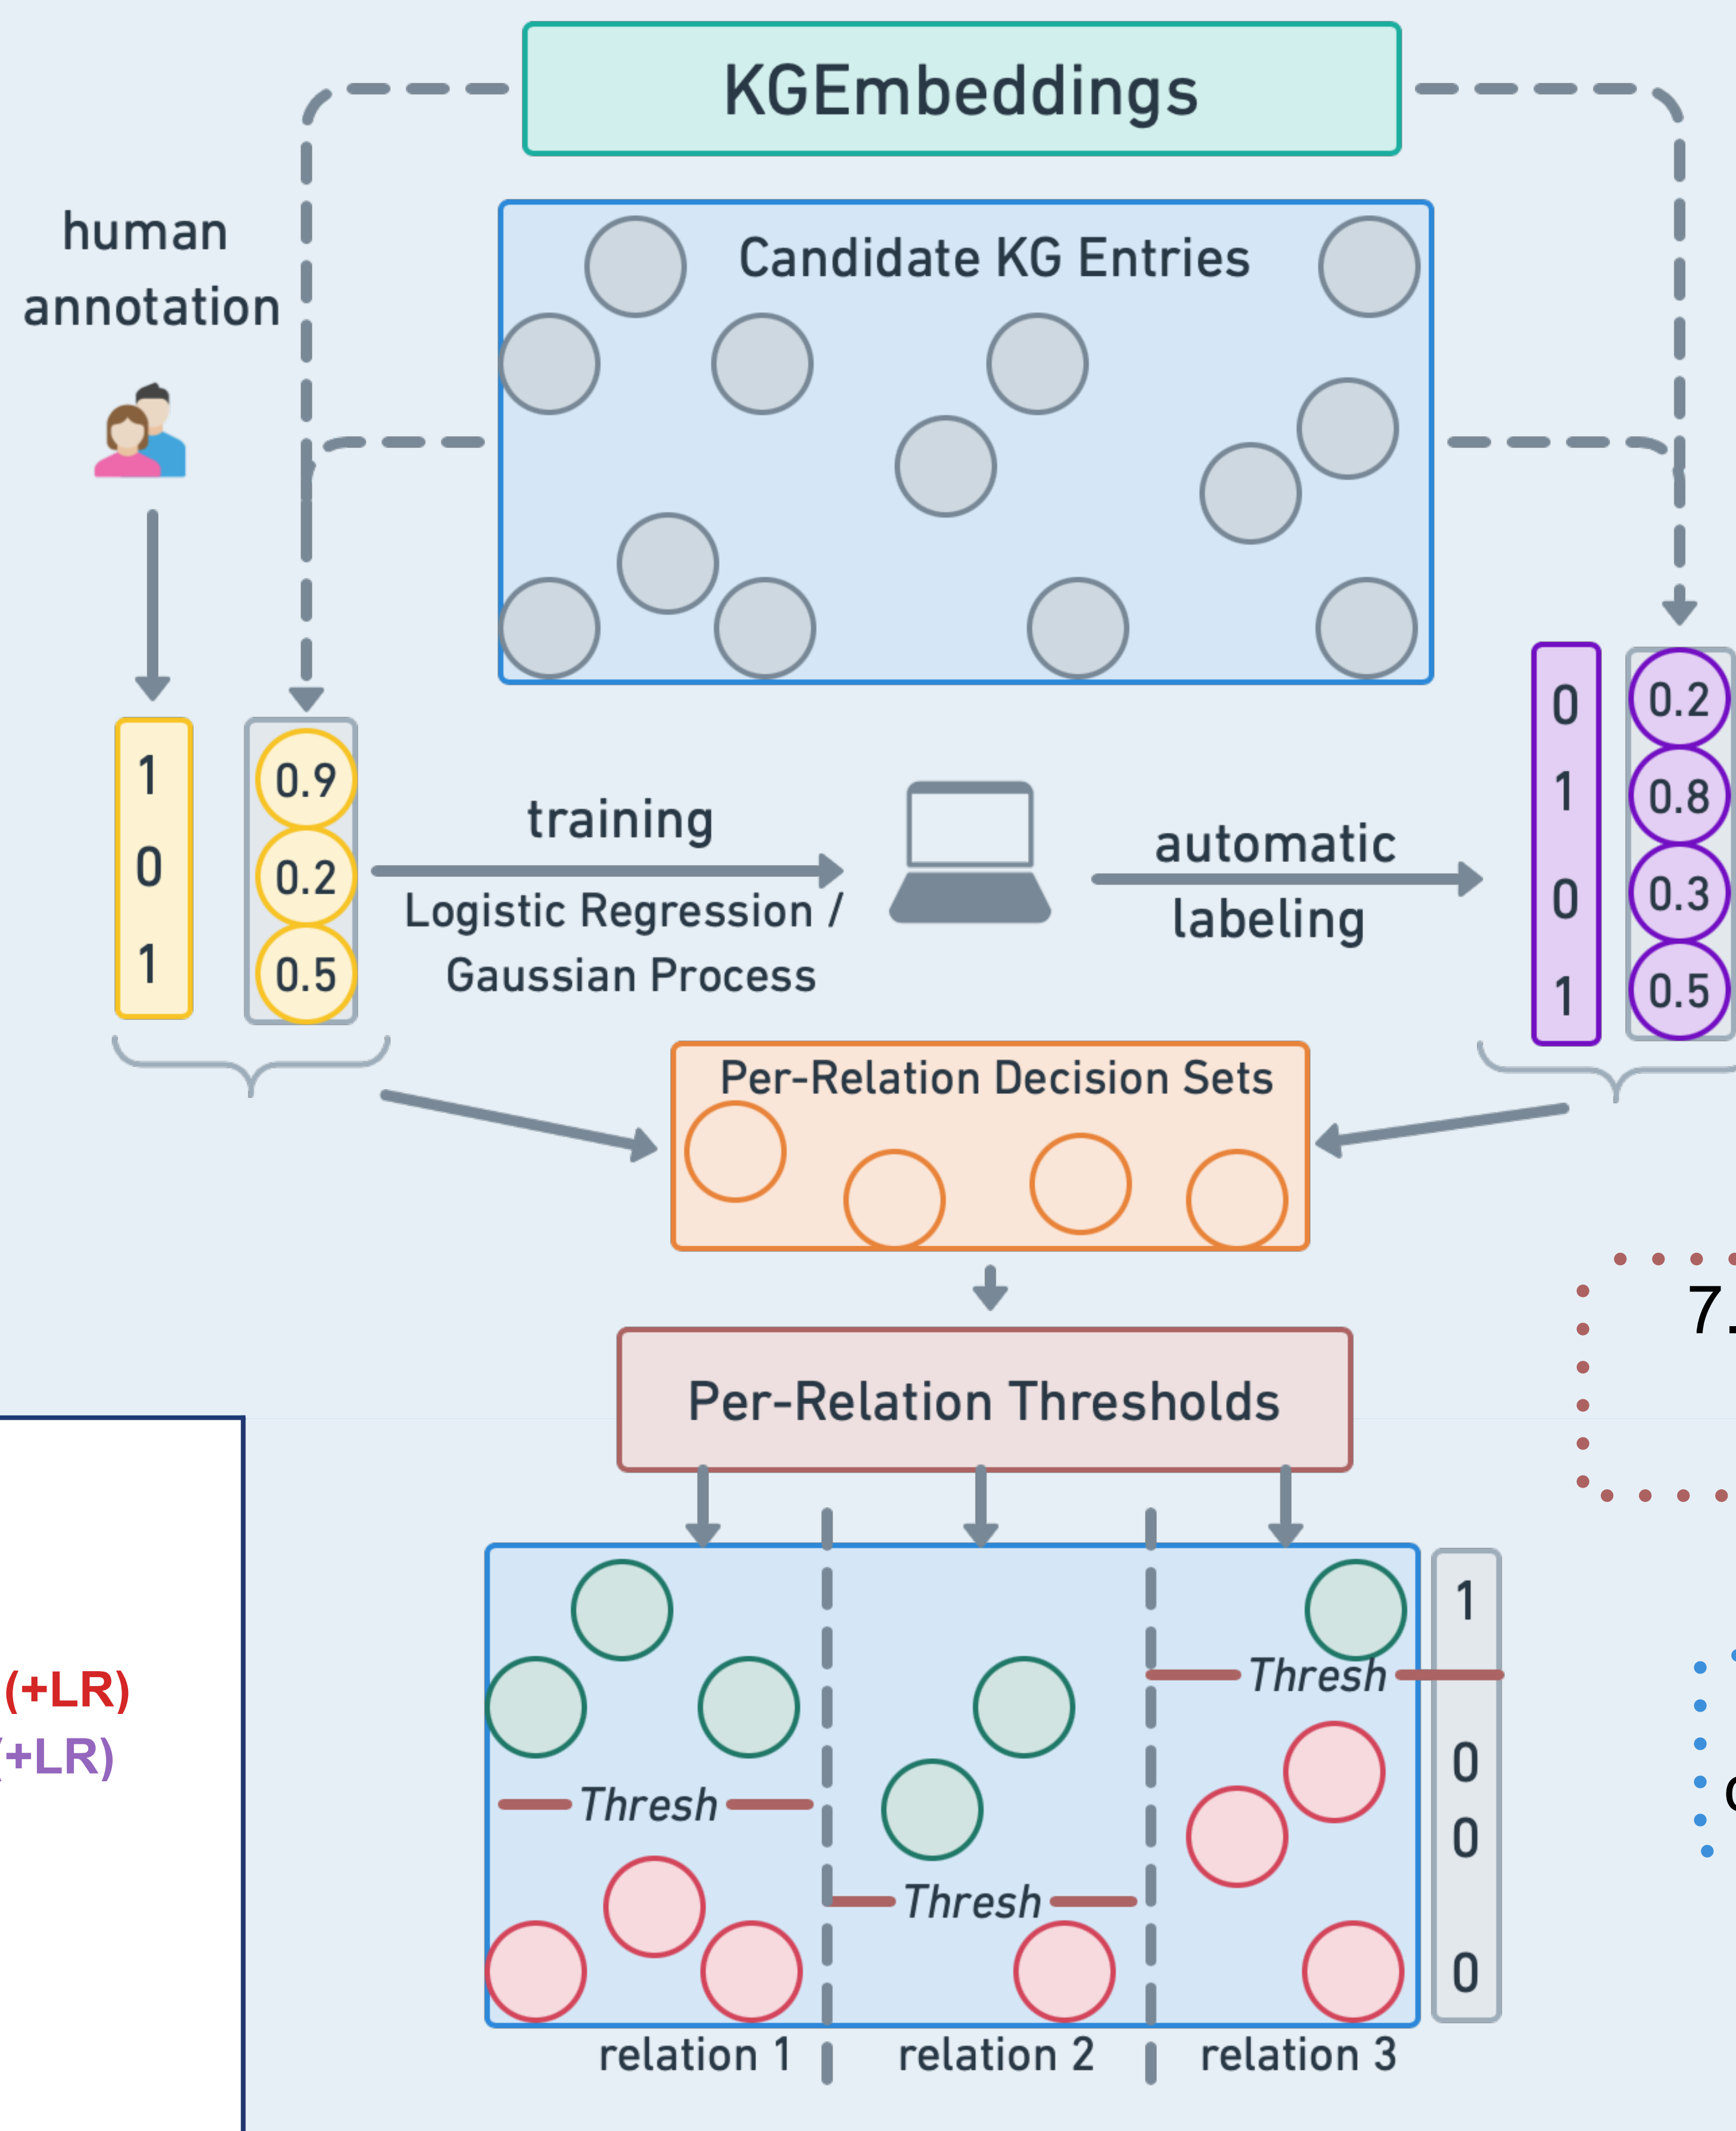 KGEmbeddings
human
annotation
Candidate KG Entries
1
0
1
0.9
0.2
0.5
training
Logistic Regression /
Gaussian Process
automatic
labeling
0
1
0
1
0.2
0.8
0.3
0.5
Per-Relation Decision Sets
Per-Relation Thresholds
7.
(+LR)
(+LR)
Thresh
Thresh
Thresh
1
0
0
0
relation 1
relation 2
relation 3